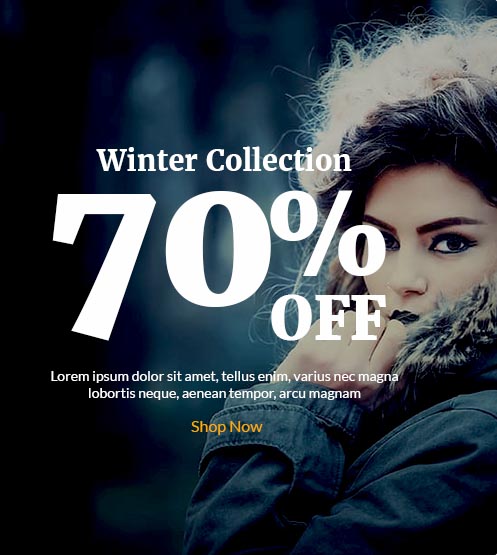 Winter Collection
70%
OFF
Lorem ipsum dolor sit amet, tellus enim, varius nec magna
lobortis neque, aenean tempor, arcu magnam
Shop Now